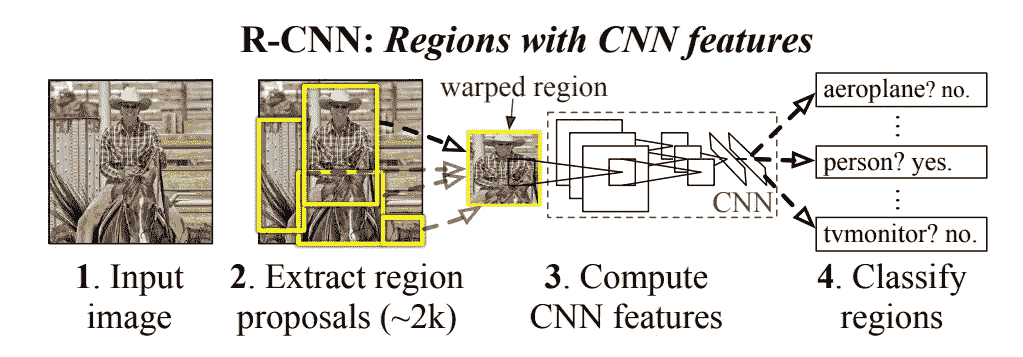 R-CNN: Regions with CNN features
warped region
aeroplane? no.
person? yes.
tvmonitor? no.
CNN
1. Input
image
2. Extract region
proposals (~2k)
3. Compute
CNN features
4. Classify
regions